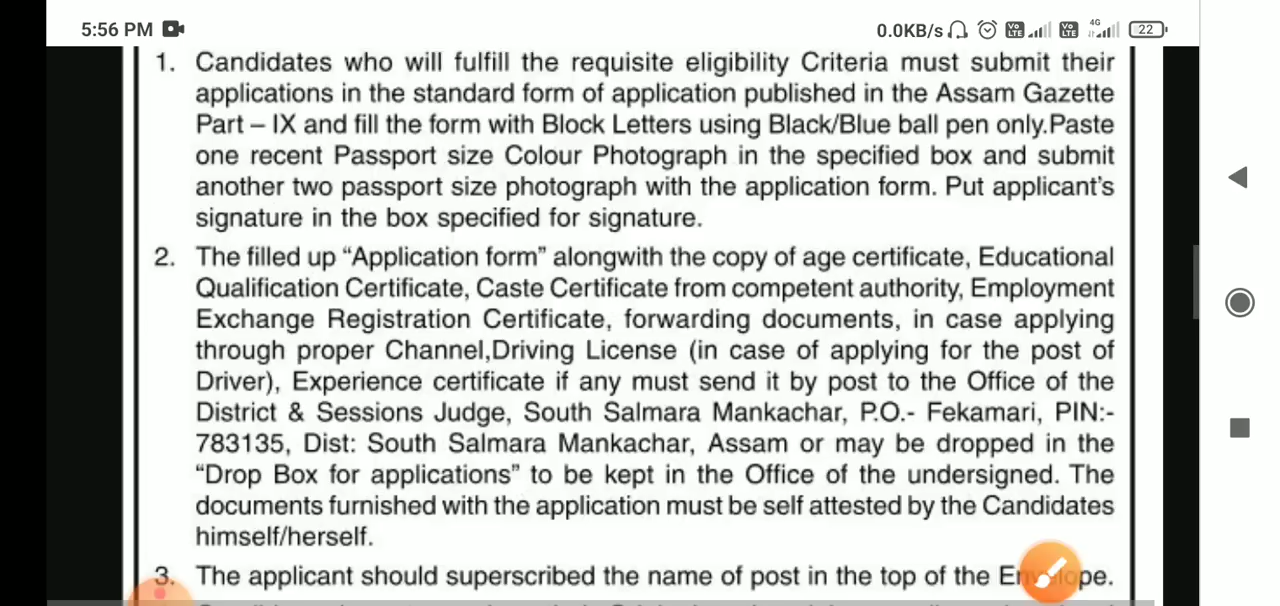 5:56 PM
0.0KB/s Vo LTE Vo LTE 4G 22
1. Candidates who will fulfill the requisite eligibility Criteria must submit their
applications in the standard form of application published in the Assam Gazette
Part – IX and fill the form with Block Letters using Black/Blue ball pen only.Paste
one recent Passport size Colour Photograph in the specified box and submit
another two passport size photograph with the application form. Put applicant's
signature in the box specified for signature.
2. The filled up “Application form” alongwith the copy of age certificate, Educational
Qualification Certificate, Caste Certificate from competent authority, Employment
Exchange Registration Certificate, forwarding documents, in case applying
through proper Channel,Driving License (in case of applying for the post of
Driver), Experience certificate if any must send it by post to the Office of the
District & Sessions Judge, South Salmara Mankachar, P.O.- Fekamari, PIN:-
783135, Dist: South Salmara Mankachar, Assam or may be dropped in the
“Drop Box for applications” to be kept in the Office of the undersigned. The
documents furnished with the application must be self attested by the Candidates
himself/herself.
3. The applicant should superscribed the name of post in the top of the Envelope.